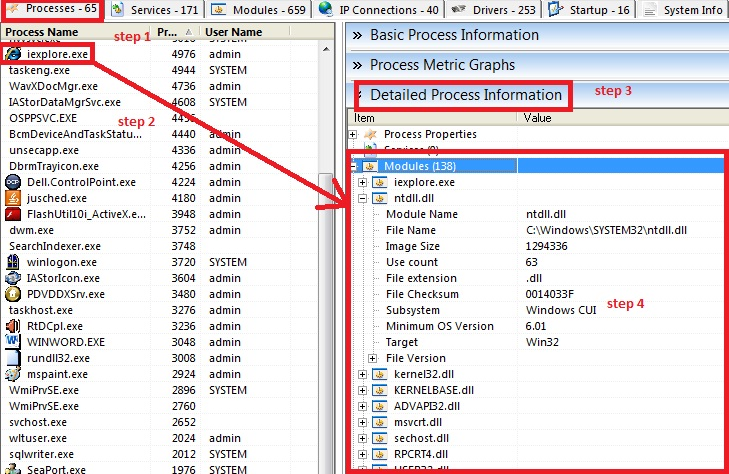 Processes - 65
Services - 171
Modules - 659
IP Connections - 40
Drivers - 253
Startup - 16
System Info
Process Name Pr... User Name
step 1
iexplore.exe 4976 admin
taskeng.exe 4944 SYSTEM
WavXDocMgr.exe 4736 admin
IAStorDataMgrSvc.exe 4608 SYSTEM
OSPPSVC.EXE
step 2
BcmDeviceAndTaskStatu... admin
unsecapp.exe 4336 admin
DbrmTrayicon.exe 4256 admin
Dell.ControlPoint.exe 4224 admin
jusched.exe 4180 admin
FlashUtil10i_ActiveX.e... 3948 admin
dwm.exe 3752 admin
SearchIndexer.exe 3748
winlogon.exe 3720 SYSTEM
IAStorIcon.exe 3604 admin
PDVDDXSrv.exe 3480 admin
taskhost.exe 3276 admin
RtDCpl.exe 3236 admin
WINWORD.EXE 3048 admin
rundll32.exe 3008 admin
mspaint.exe 2924 admin
WmiPrvSE.exe 2896 SYSTEM
WmiPrvSE.exe 2760
svchost.exe 2652
wltuser.exe 2024 admin
sqlwriter.exe 2012 SYSTEM
SeaPort.exe 1976 SYSTEM
Basic Process Information
Process Metric Graphs
Detailed Process Information
step 3
Item Value
Process Properties
Services (0)
Modules (138)
iexplore.exe
ntdll.dll
Module Name ntdll.dll
File Name C:\Windows\SYSTEM32\ntdll.dll
Image Size 1294336
Use count 63
File extension .dll
File Checksum 0014033F
step 4
Subsystem Windows CUI
Minimum OS Version 6.01
Target Win32
File Version
kernel32.dll
KERNELBASE.dll
ADVAPI32.dll
msvcrt.dll
sechost.dll
RPCRT4.dll
USER32.dll